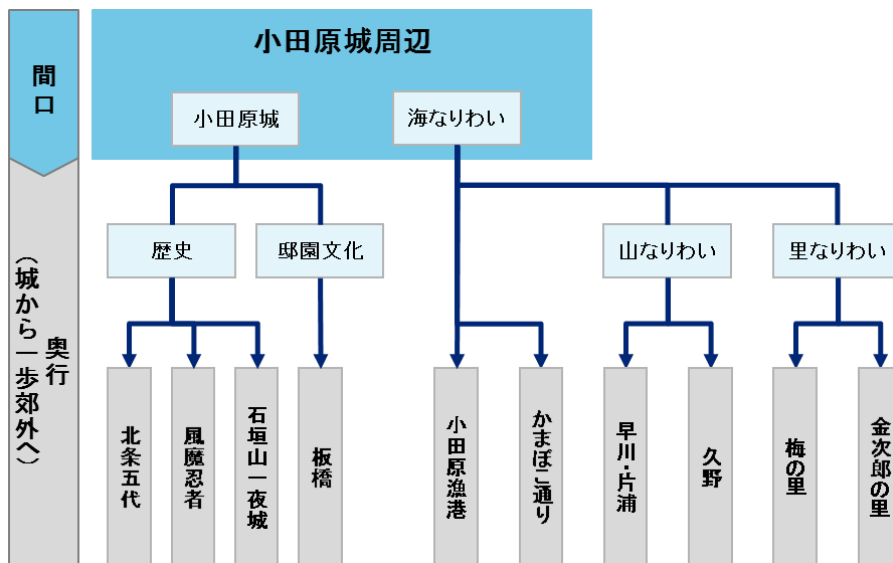 間口
小田原城周辺
小田原城
海なりわい
歴史
邸園文化
山なりわい
里なりわい
奥行
(城から一歩郊外へ)
北条五代
風魔忍者
石垣山一夜城
板橋
小田原漁港
かまぼこ通り
早川・片浦
久野
梅の里
金次郎の里